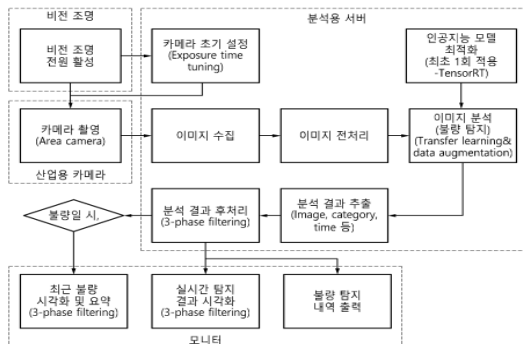 비전 조명
분석용 서버
비전 조명
전원 활성
카메라 초기 설정
(Exposure time
tuning)
인공지능 모델
최적화
(최초 1회 적용
-TensorRT)
카메라 촬영
(Area camera)
이미지 수집
이미지 전처리
이미지 분석
(불량 탐지)
(Transfer learning&
data augmentation)
산업용 카메라
불량일 시,
분석 결과 후처리
(3-phase filtering)
분석 결과 추출
(Image, category,
time 등)
최근 불량
시각화 및 요약
(3-phase filtering)
실시간 탐지
결과 시각화
(3-phase filtering)
불량 탐지
내역 출력
모니터